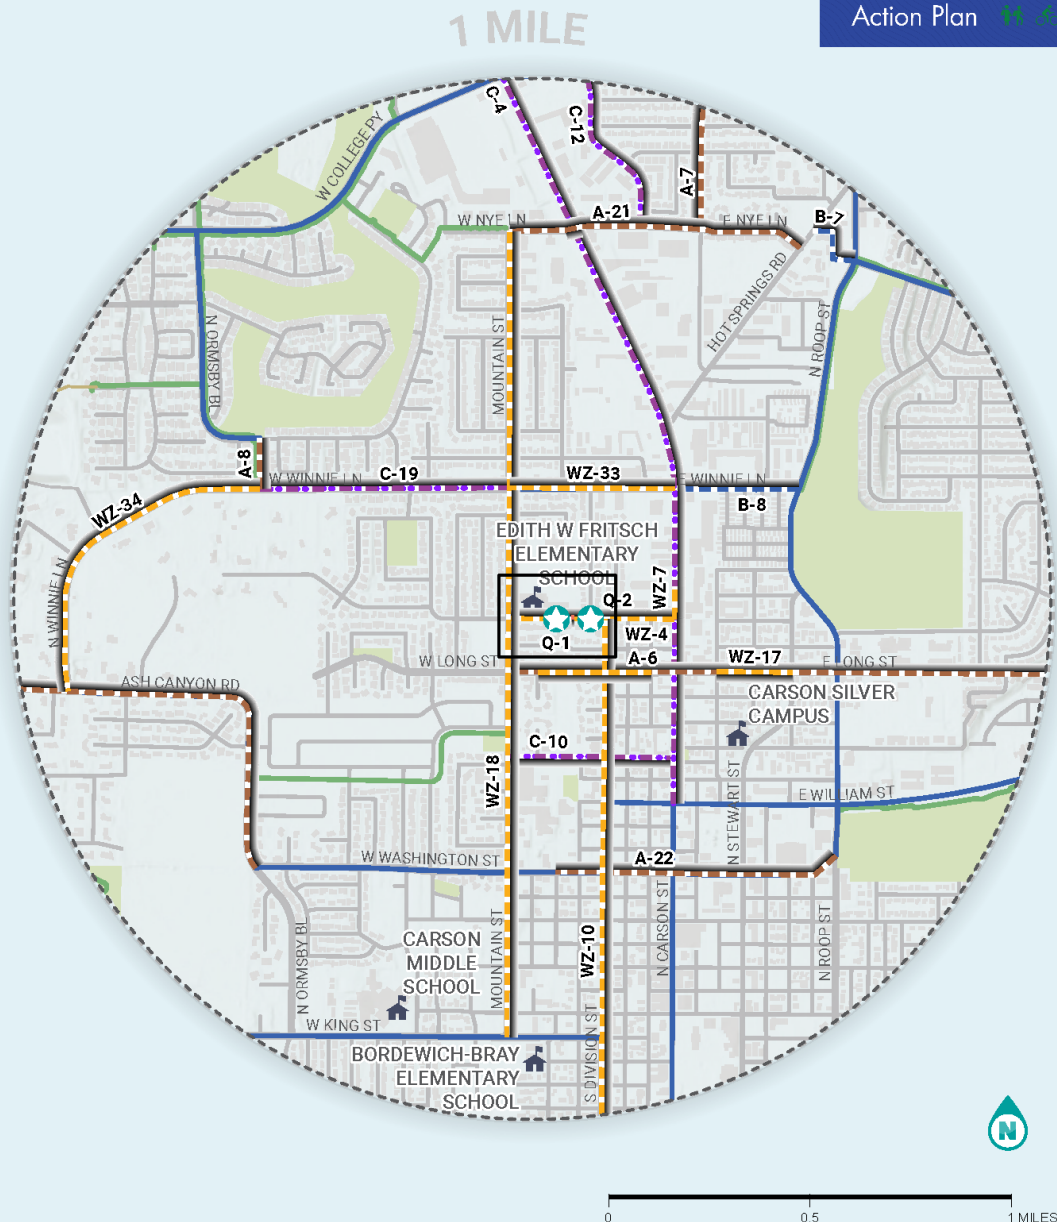 Action Plan
1 MILE
C-4
C-12
W COLLEGE PY
A-7
W NYE LN
A-21
E NYE LN
B-7
HOT SPRINGS RD
N ROOP ST
N ORMSBY BL
MOUNTAIN ST
A-8
W WINNIE LN
C-19
WZ-33
E WINNIE LN
B-8
WZ-34
EDITH W FRITSCH
ELEMENTARY
SCHOOL
N WINNIE LN
WZ-7
Q-2
Q-1
WZ-4
W LONG ST
A-6
WZ-17
E LONG ST
ASH CANYON RD
CARSON SILVER
CAMPUS
C-10
WZ-18
E WILLIAM ST
N STEWART ST
W WASHINGTON ST
A-22
N CARSON ST
N ROOP ST
MOUNTAIN ST
N ORMSBY BL
WZ-10
CARSON
MIDDLE
SCHOOL
W KING ST
S DIVISION ST
BORDEWICH-BRAY
ELEMENTARY
SCHOOL
N
0 0.5 1 MILES